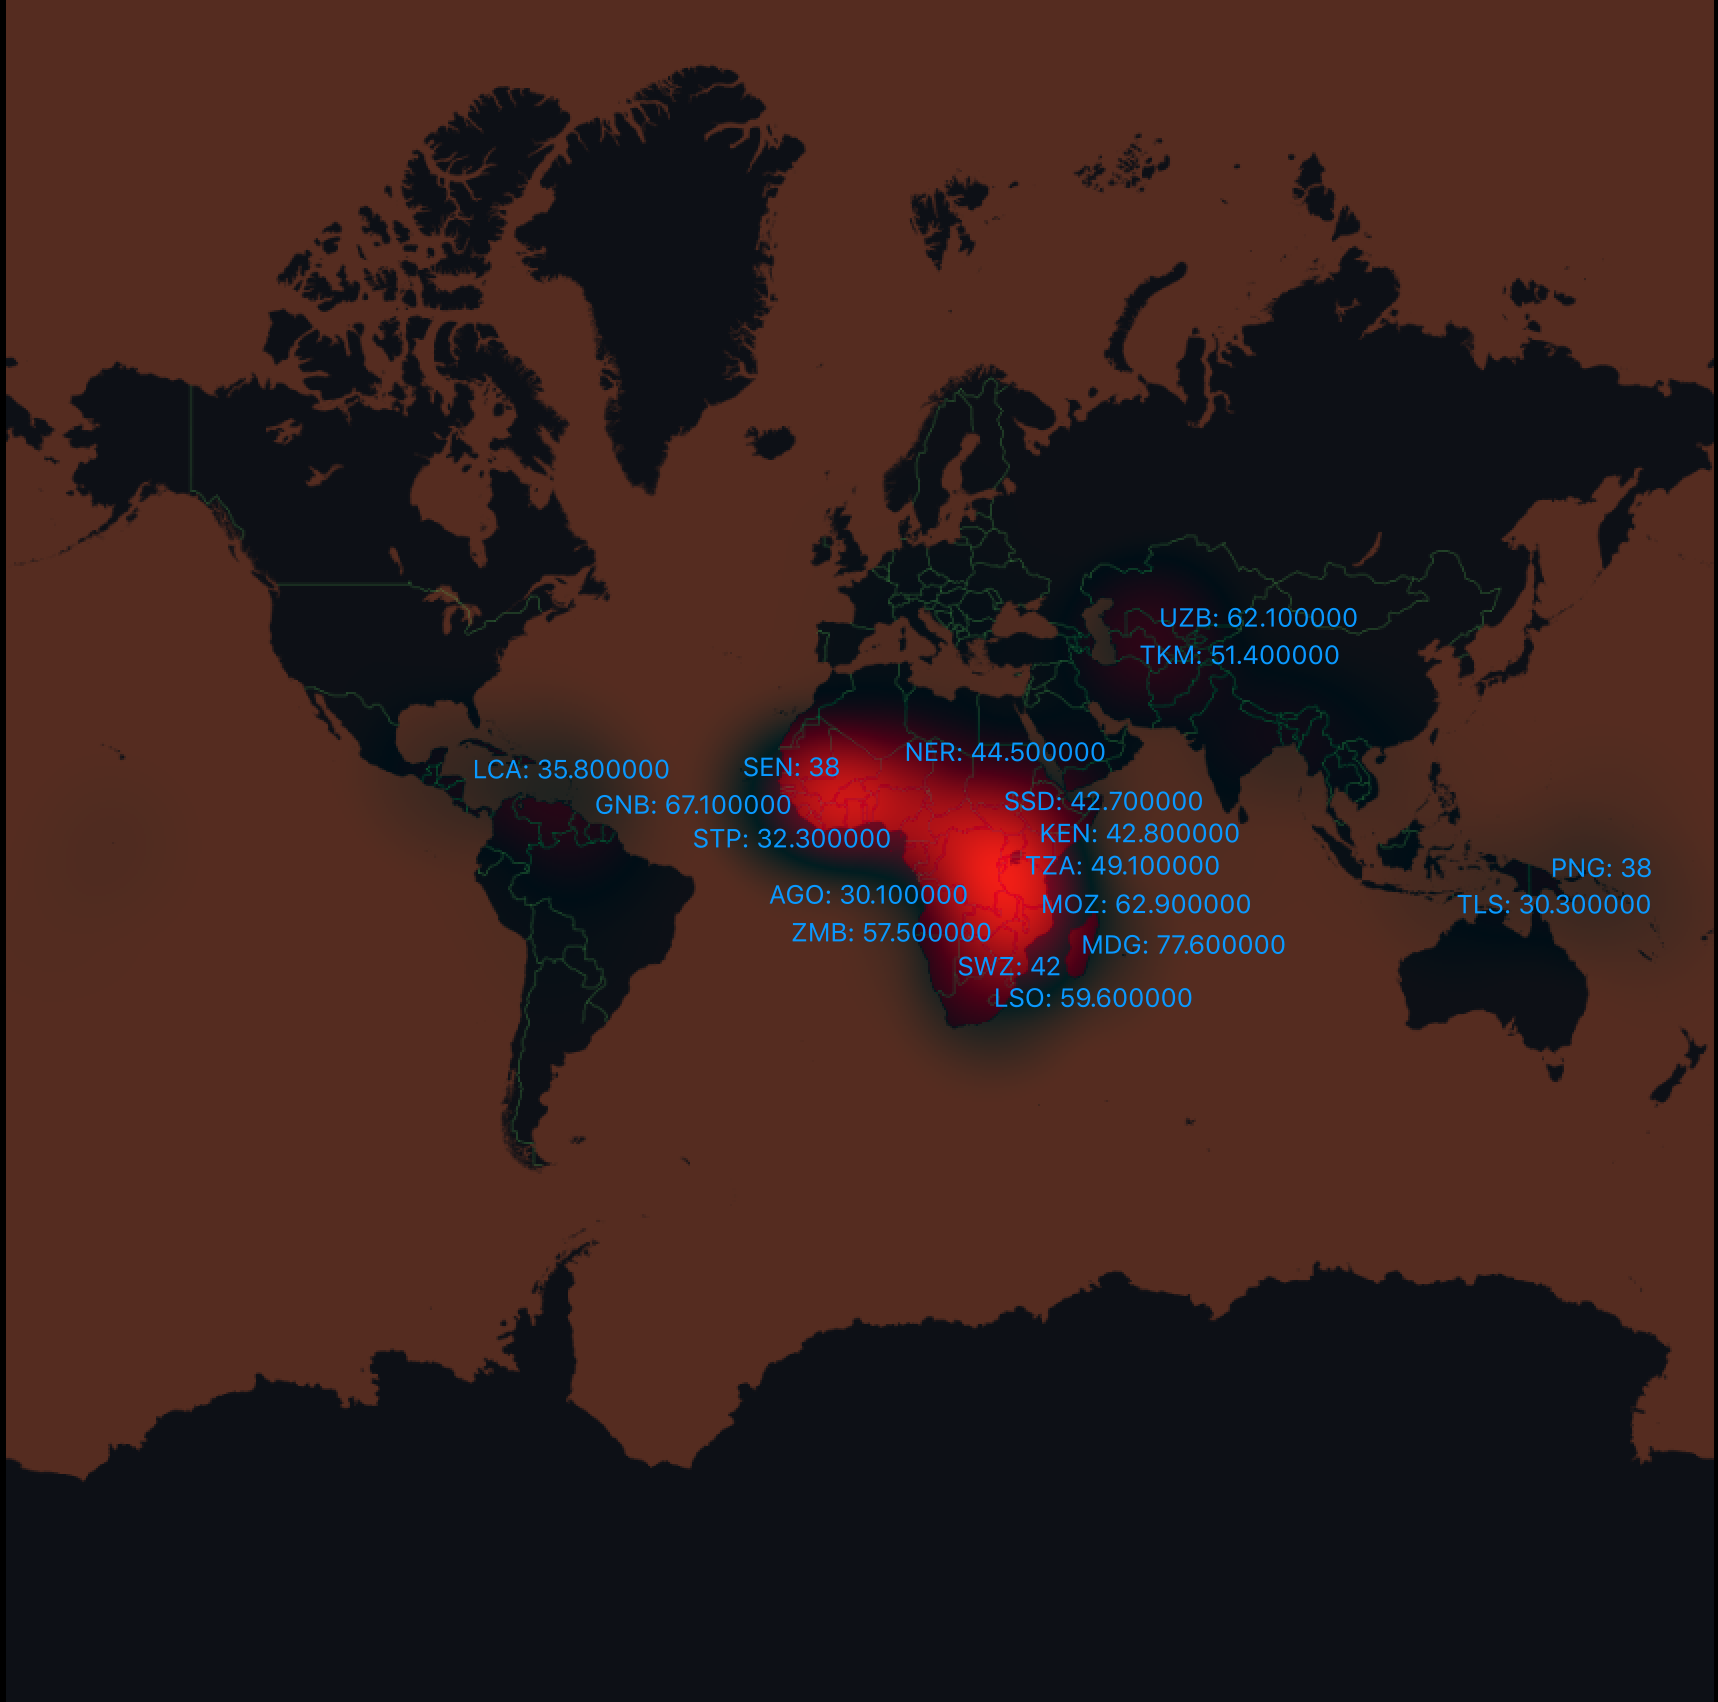 UZB: 62.100000
TKM: 51.400000
NER: 44.500000
LCA: 35.800000
SEN: 38
SSD: 42.700000
GNB: 67.100000
KEN: 42.800000
STP: 32.300000
TZA: 49.100000
PNG: 38
AGO: 30.100000
MOZ: 62.900000
TLS: 30.300000
ZMB: 57.500000
MDG: 77.600000
SWZ: 42
LSO: 59.600000